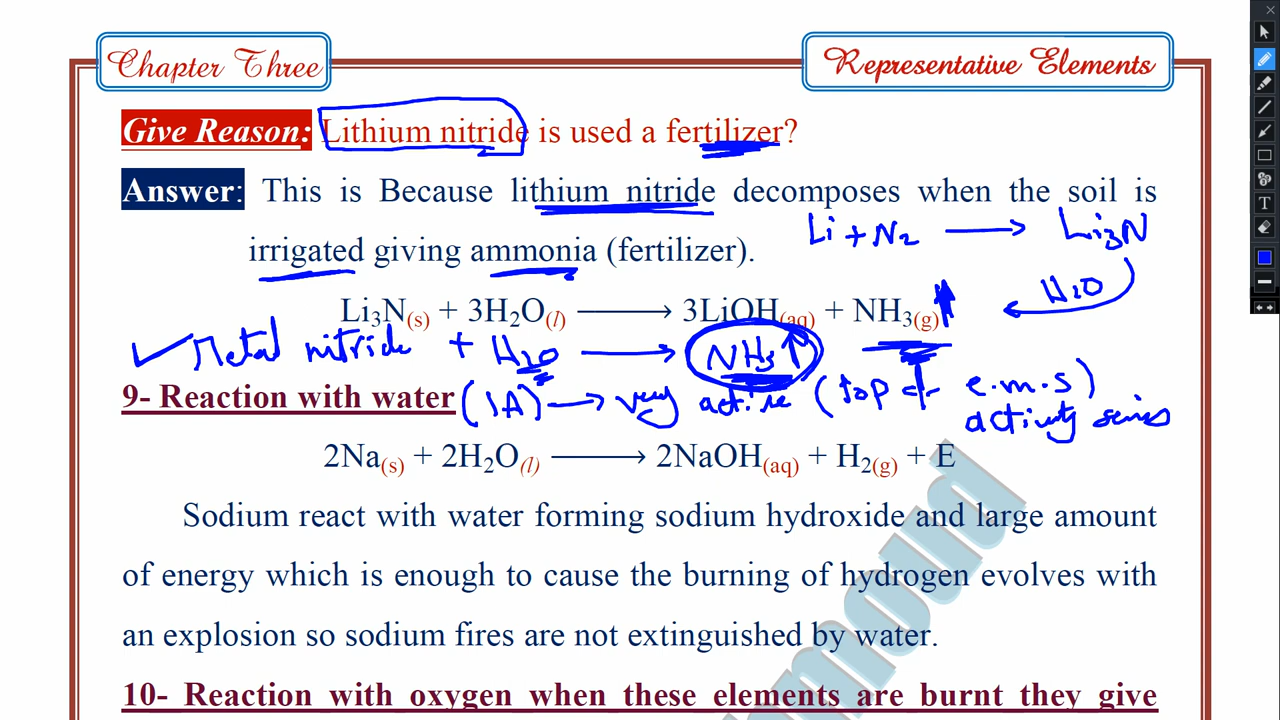 Chapter Three
Representative Elements
Give Reason: Lithium nitride is used a fertilizer?
Answer: This is Because lithium nitride decomposes when the soil is
Li + N2 → Li3N
irrigated giving ammonia (fertilizer).
H2O
Li₃N(s) + 3H₂O(l) ⟶ 3LiOH(aq) + NH₃(g)
✓ Metal nitride + H2O → NH3 ↑
9- Reaction with water (1A) → very active (top of e.m.s)
activity series
2Na(s) + 2H₂O(l) ⟶ 2NaOH(aq) + H₂(g) + E
Sodium react with water forming sodium hydroxide and large amount
of energy which is enough to cause the burning of hydrogen evolves with
an explosion so sodium fires are not extinguished by water.
10- Reaction with oxygen when these elements are burnt they give